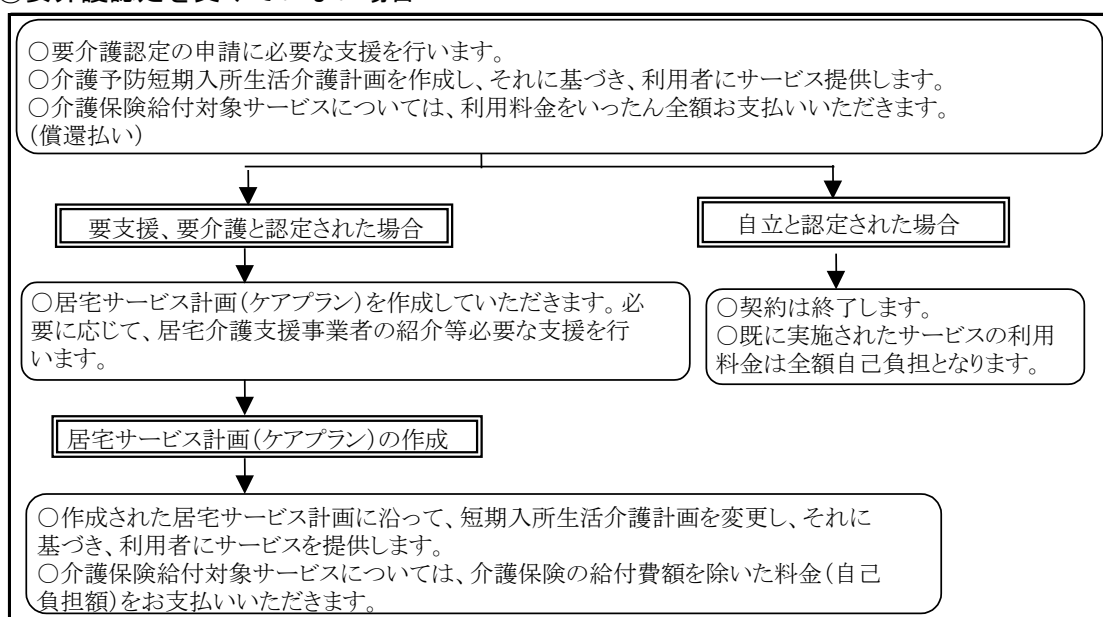 ○要介護認定の申請に必要な支援を行います。
○介護予防短期入所生活介護計画を作成し、それに基づき、利用者にサービス提供します。
○介護保険給付対象サービスについては、利用料金をいったん全額お支払いいただきます。
(償還払い)
要支援、要介護と認定された場合
自立と認定された場合
○居宅サービス計画(ケアプラン)を作成していただきます。必
要に応じて、居宅介護支援事業者の紹介等必要な支援を行
います。
○契約は終了します。
○既に実施されたサービスの利用
料金は全額自己負担となります。
居宅サービス計画(ケアプラン)の作成
○作成された居宅サービス計画に沿って、短期入所生活介護計画を変更し、それに
基づき、利用者にサービスを提供します。
○介護保険給付対象サービスについては、介護保険の給付費額を除いた料金(自己
負担額)をお支払いいただきます。